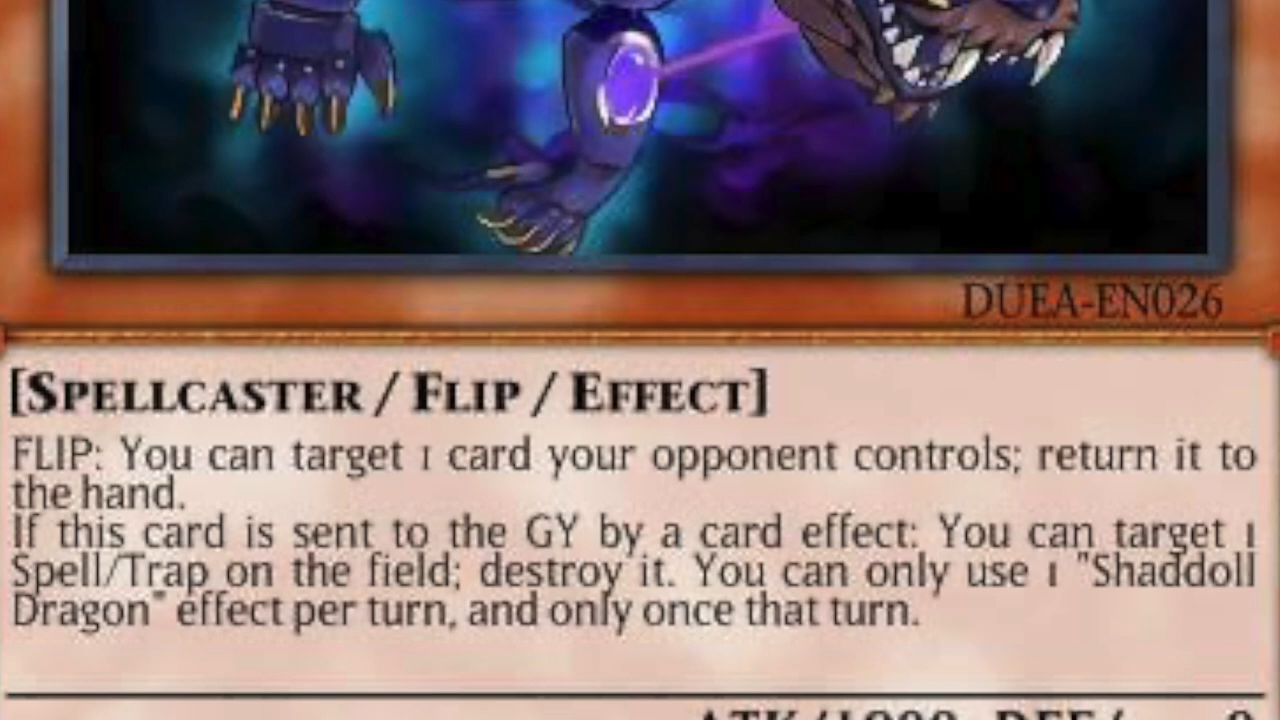 DUEA-EN026
[SPELLCASTER / FLIP / EFFECT]
FLIP: You can target 1 card your opponent controls; return it to
the hand.
If this card is sent to the GY by a card effect: You can target 1
Spell/Trap on the field; destroy it. You can only use 1 "Shaddoll
Dragon" effect per turn, and only once that turn.